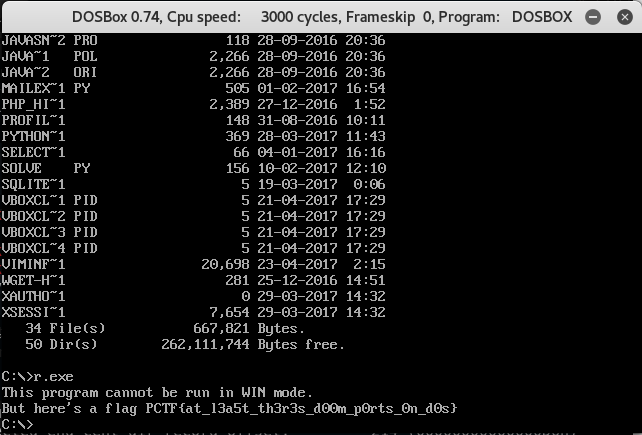 DOSBox 0.74, Cpu speed:     3000 cycles, Frameskip  0, Program:   DOSBOX
JAVASN~2 PRO                118 28-09-2016 20:36
JAVA~1   POL              2,266 28-09-2016 20:36
JAVA~2   ORI              2,266 28-09-2016 20:36
MAILEX~1 PY                 505 01-02-2017 16:54
PHP_HI~1                  2,389 27-12-2016  1:52
PROFIL~1                    148 31-08-2016 10:11
PYTHON~1                    369 28-03-2017 11:43
SELECT~1                     66 04-01-2017 16:16
SOLVE    PY                 156 10-02-2017 12:10
SQLITE~1                      5 19-03-2017  0:06
VBOXCL~1 PID                  5 21-04-2017 17:29
VBOXCL~2 PID                  5 21-04-2017 17:29
VBOXCL~3 PID                  5 21-04-2017 17:29
VBOXCL~4 PID                  5 21-04-2017 17:29
VIMINF~1                 20,698 23-04-2017  2:15
WGET-H~1                    281 25-12-2016 14:51
XAUTHO~1                      0 29-03-2017 14:32
XSESSI~1                  7,654 29-03-2017 14:32
   34 File(s)           667,821 Bytes.
   50 Dir(s)        262,111,744 Bytes free.
C:\>r.exe
This program cannot be run in WIN mode.
But here's a flag PCTF{at_l3a5t_th3r3s_d00m_p0rts_0n_d0s}
C:\>